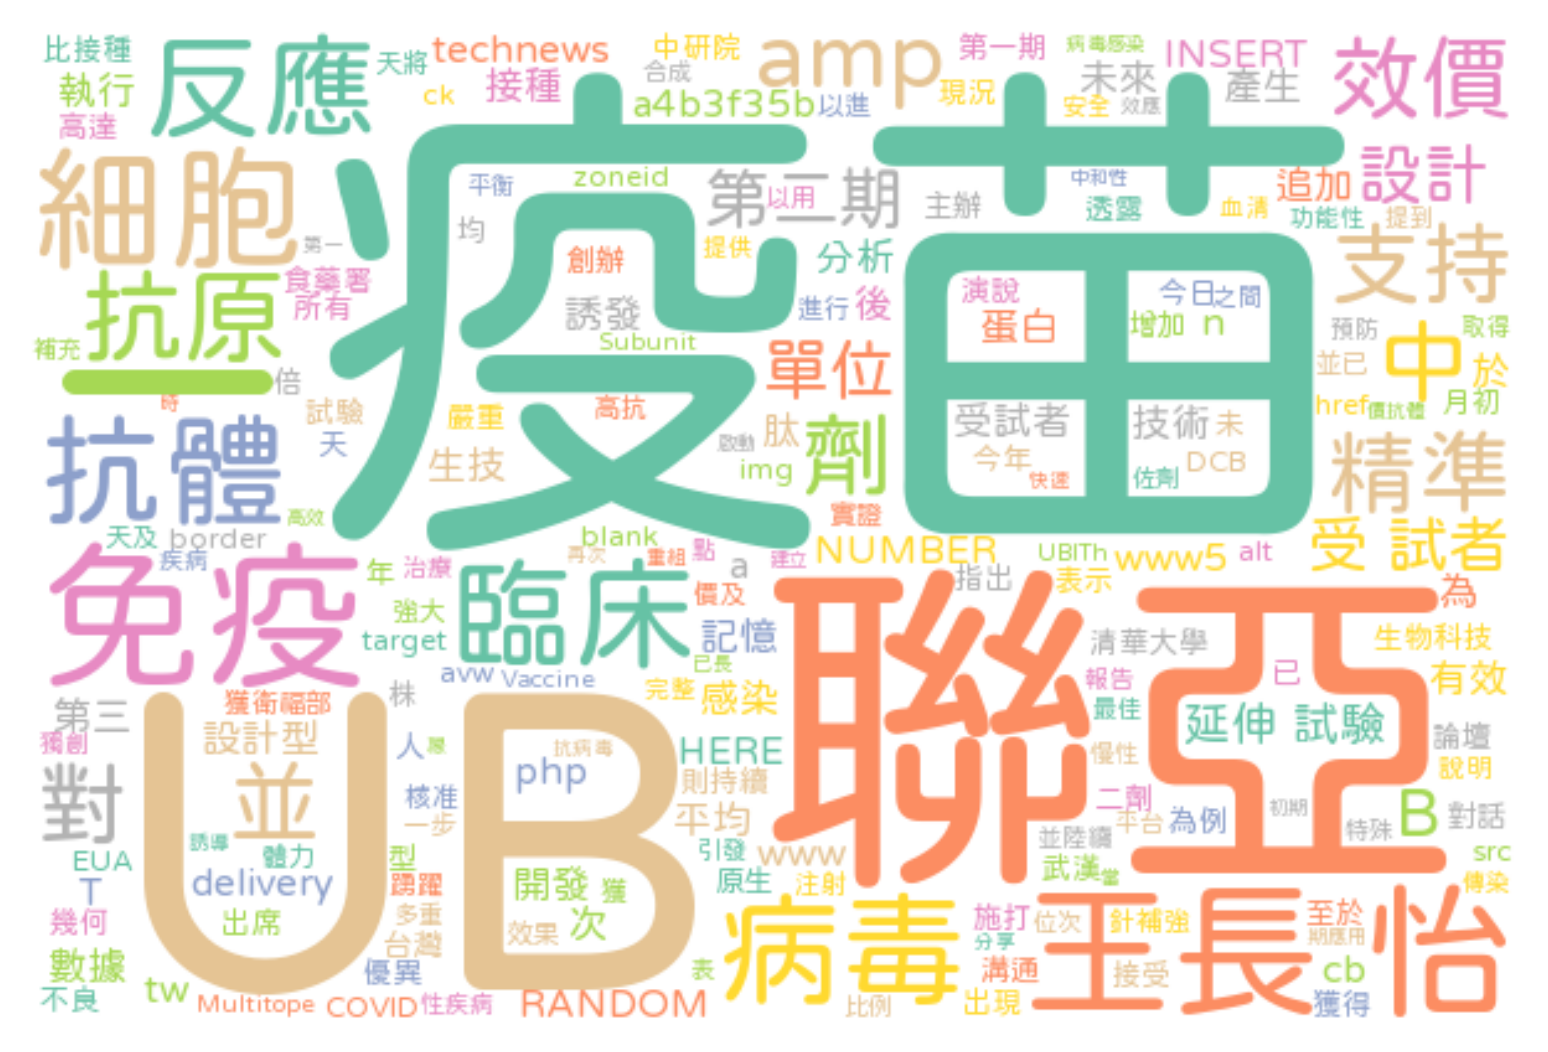 比接種
反應
天將
technews
中研院
amp
第一期
病毒感染
INSERT
效價
執行
ck
接種
合成
a4b3f35b
以進
現況
未來
安全
效應
產生
高達
疫苗
細胞
平衡
zoneid
第二期
以用
主辦
中和性
透露
追加
設計
血清
功能性
提到
均
第一
創辦
提供
分析
支持
抗原
食藥署
所有
誘發
進行
後
演說
蛋白
今日
之間
增加
n
預防
取得
補充
一
倍
Subunit
單位
並已
中
於
時
試驗
嚴重
高抗
受試者
技術
未
href
價抗體
月初
抗體
天
生技
啟動
肽
劑
img
今年
快速
DCB
佐劑
精準
高效
天及
border
疾病
blank
再次
重組
點
實證
建立
NUMBER
UBITh
www5
alt
受試者
免疫
年
治療
臨床
a
價及
指出
表示
為
強大
target
記憶
聯亞
清華大學
生物科技
avw
Vaccine
已長
完整
感染
報告
已
有效
第三
獲衛福部
株
最佳
延伸
試驗
論壇
獨創
設計型
人
UB
抗病毒
php
HERE
則持續
慢性
說明
對
並
核准
一步
平均
二劑
平台
為例
初期
特殊
B
對話
誘導
體力
型
引發
www
並陸續
src
EUA
T
delivery
踴躍
開發
獲
原生
注射
武漢
當
傳染
幾何
出席
多重
台灣
效果
次
病毒
施打
位次
分享
王長怡
針補強
至於
期應用
數據
優異
表
溝通
接受
cb
不良
tw
Multitope
COVID
性疾病
RANDOM
比例
出現
獲得